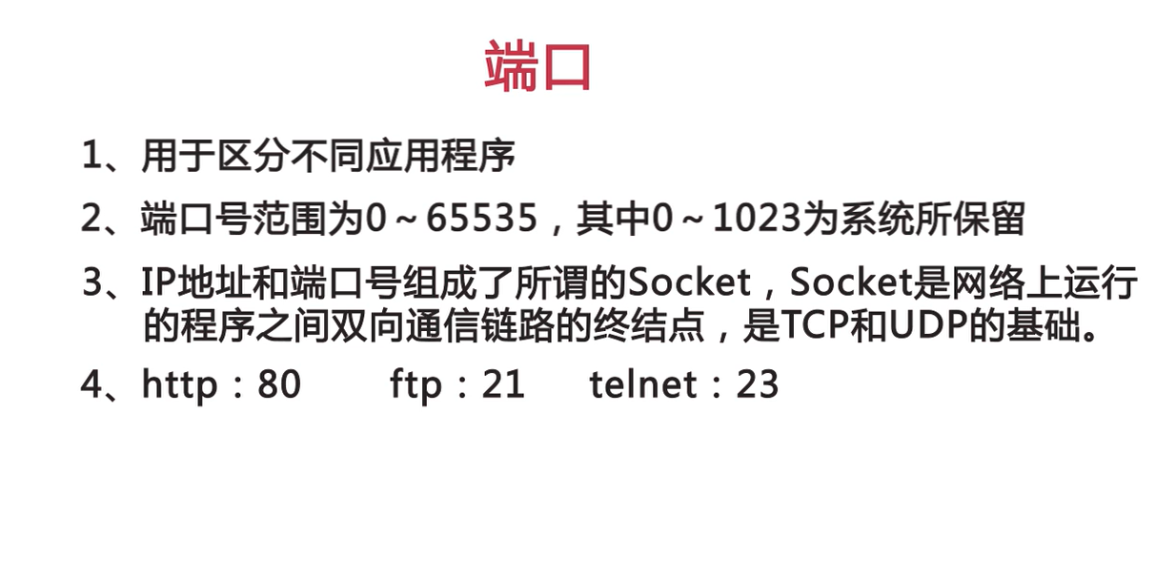 端口
1、用于区分不同应用程序
2、端口号范围为0～65535，其中0～1023为系统所保留
3、IP地址和端口号组成了所谓的Socket，Socket是网络上运行
的程序之间双向通信链路的终结点，是TCP和UDP的基础。
4、http：80 ftp：21 telnet：23